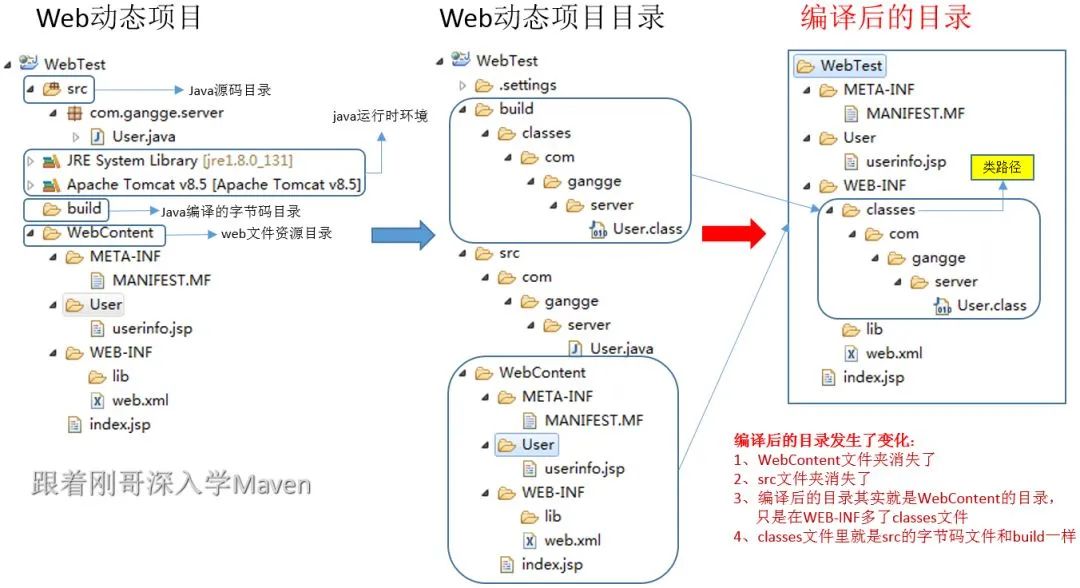 Web动态项目
WebTest
src
Java源码目录
com.gangge.server
java运行时环境
User.java
JRE System Library [jre1.8.0_131]
Apache Tomcat v8.5 [Apache Tomcat v8.5]
build
Java编译的字节码目录
WebContent
web文件资源目录
META-INF
MANIFEST.MF
User
userinfo.jsp
WEB-INF
lib
web.xml
index.jsp
跟着刚哥深入学Maven
Web动态项目目录
WebTest
.settings
build
classes
com
gangge
server
User.class
src
com
gangge
server
User.java
WebContent
META-INF
MANIFEST.MF
User
userinfo.jsp
WEB-INF
lib
web.xml
index.jsp
编译后的目录
WebTest
META-INF
MANIFEST.MF
User
userinfo.jsp
类路径
WEB-INF
classes
com
gangge
server
User.class
lib
web.xml
index.jsp
编译后的目录发生了变化:
1、WebContent文件夹消失了
2、src文件夹消失了
3、编译后的目录其实就是WebContent的目录，
只是在WEB-INF多了classes文件
4、classes文件里就是src的字节码文件和build一样